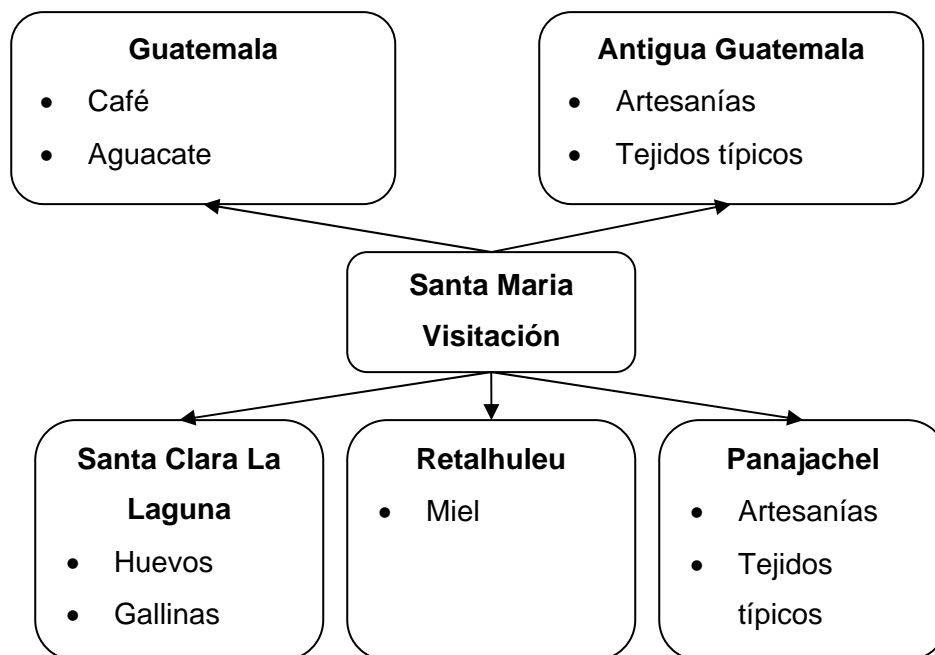 Guatemala
• Café
• Aguacate
Antigua Guatemala
• Artesanías
• Tejidos típicos
Santa Maria
Visitación
Santa Clara La
Laguna
• Huevos
• Gallinas
Retalhuleu
• Miel
Panajachel
• Artesanías
• Tejidos
típicos